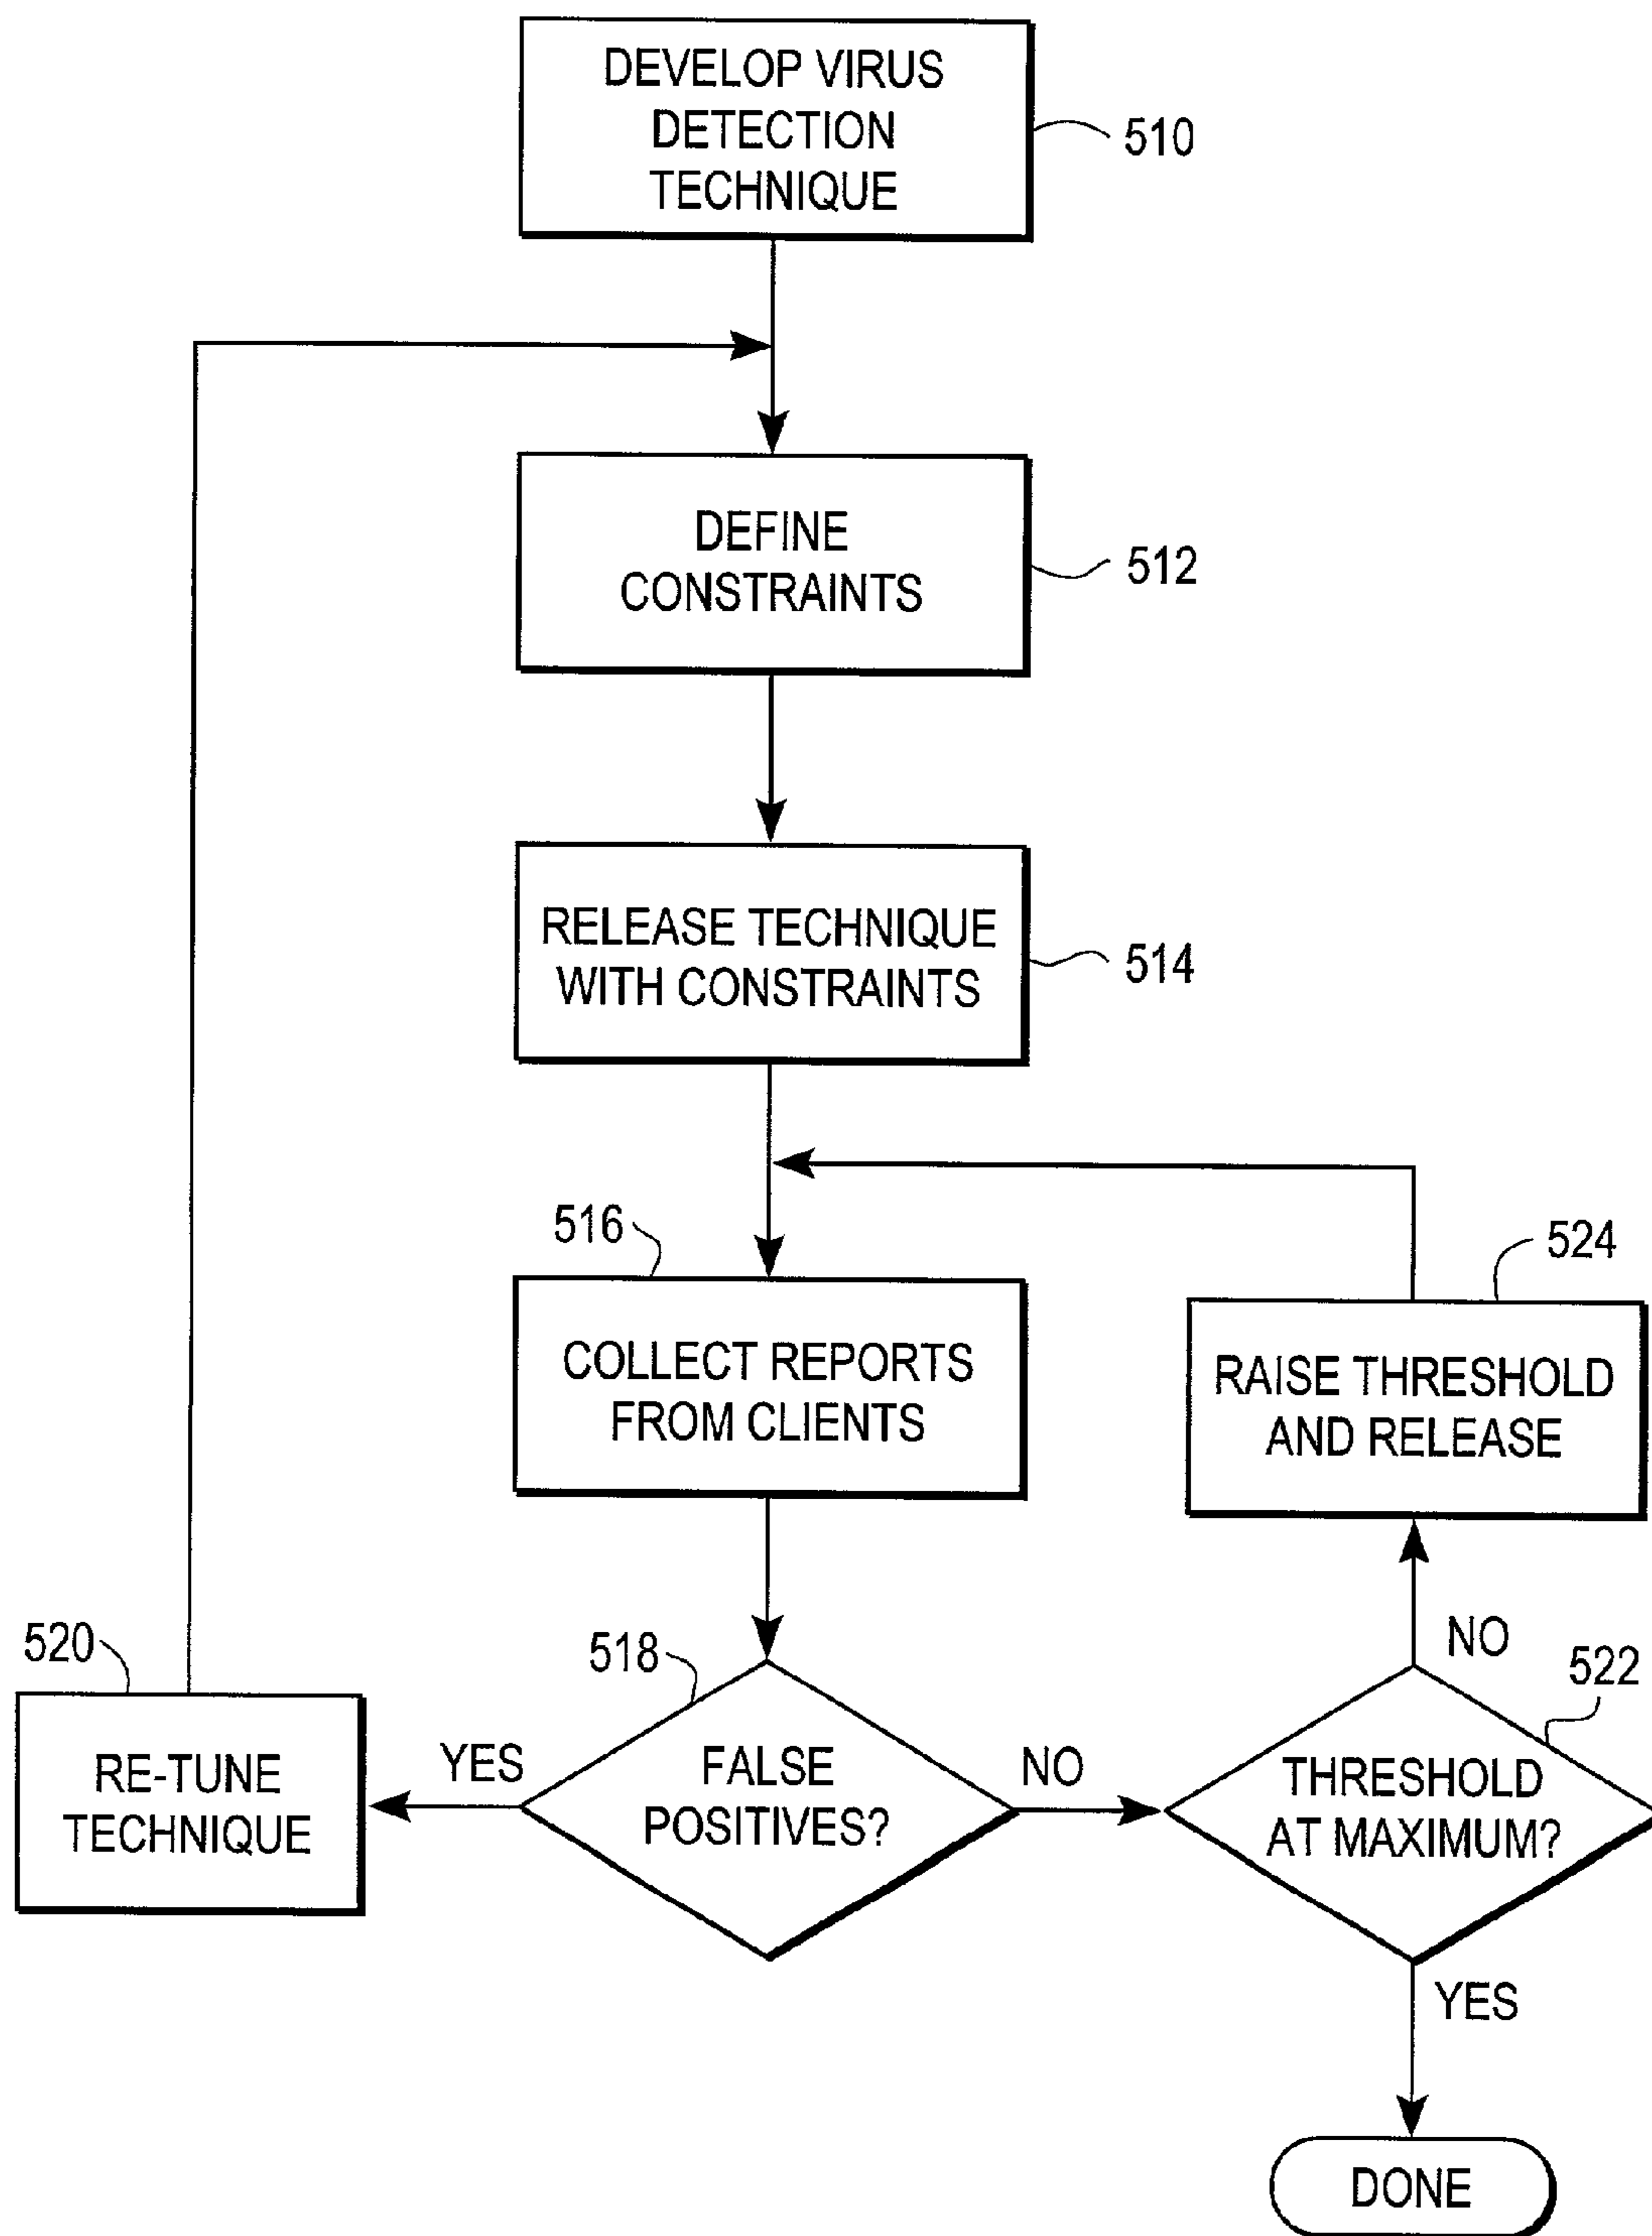 DEVELOP VIRUS
DETECTION
TECHNIQUE
510
DEFINE
CONSTRAINTS
512
RELEASE TECHNIQUE
WITH CONSTRAINTS
514
516
COLLECT REPORTS
FROM CLIENTS
524
RAISE THRESHOLD
AND RELEASE
520
RE-TUNE
TECHNIQUE
YES
518
FALSE
POSITIVES?
NO
NO
522
THRESHOLD
AT MAXIMUM?
YES
DONE